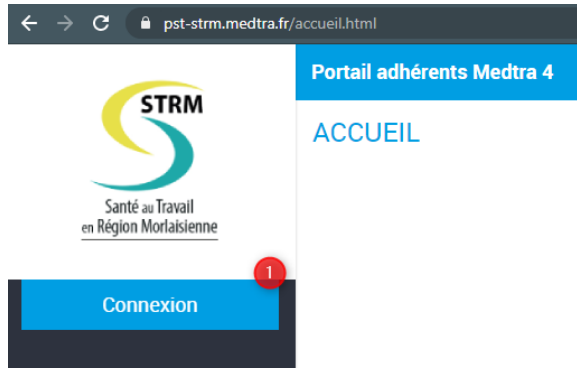 pst-strm.medtra.fr/accueil.html
STRM
Santé au Travail
en Région Morlaisienne
1
Connexion
Portail adhérents Medtra 4
ACCUEIL